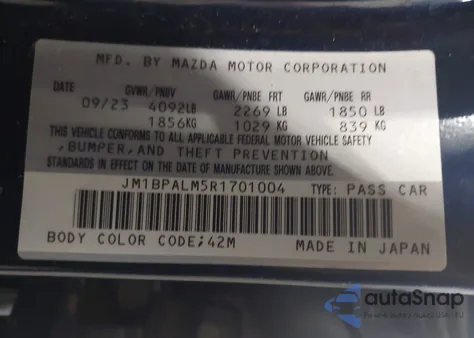 MFD. BY MAZDA MOTOR CORPORATION
DATE GVWR/PNBV GAWR/PNBE FRT GAWR/PNBE RR
09/23 4092LB 2269 LB 1850 LB
1856KG 1029 KG 839 KG
THIS VEHICLE CONFORMS TO ALL APPLICABLE FEDERAL MOTOR VEHICLE SAFETY
,BUMPER,AND THEFT PREVENTION
STANDARDS IN EFFECT ON THE DATE OF MANUFACTURE SHOWN ABOVE.
JM1BPALM5R1701004 TYPE: PASS CAR
BODY COLOR CODE;42M MADE IN JAPAN
autoSnap